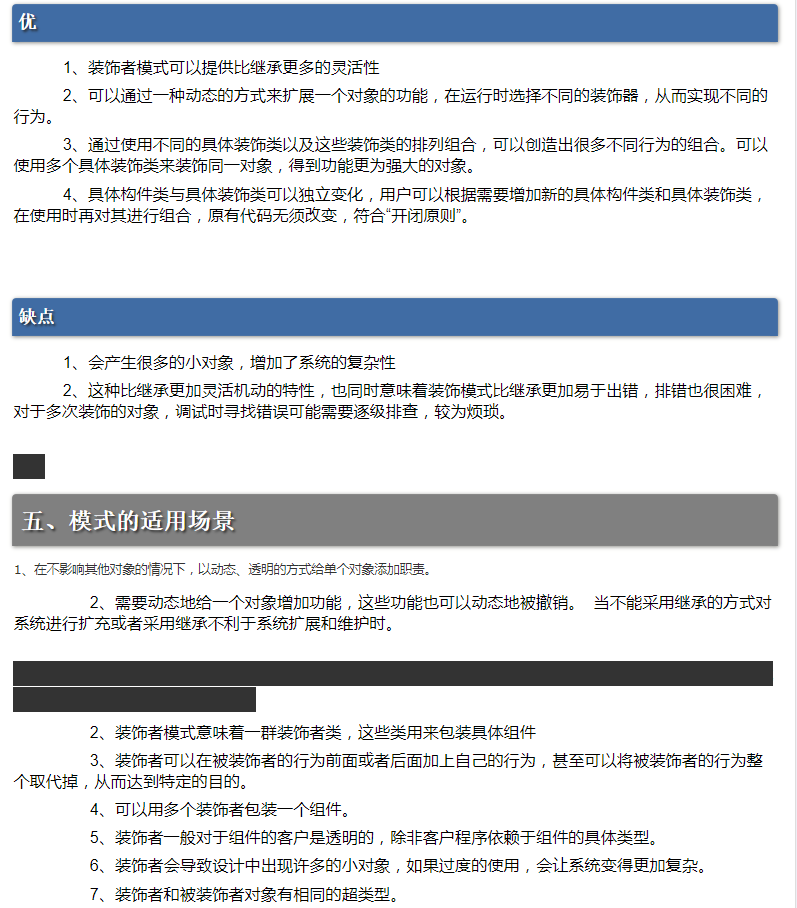 优
1、装饰者模式可以提供比继承更多的灵活性
2、可以通过一种动态的方式来扩展一个对象的功能，在运行时选择不同的装饰器，从而实现不同的
行为。
3、通过使用不同的具体装饰类以及这些装饰类的排列组合，可以创造出很多不同行为的组合。可以
使用多个具体装饰类来装饰同一对象，得到功能更为强大的对象。
4、具体构件类与具体装饰类可以独立变化，用户可以根据需要增加新的具体构件类和具体装饰类，
在使用时再对其进行组合，原有代码无须改变，符合“开闭原则”。
缺点
1、会产生很多的小对象，增加了系统的复杂性
2、这种比继承更加灵活机动的特性，也同时意味着装饰模式比继承更加易于出错，排错也很困难，
对于多次装饰的对象，调试时寻找错误可能需要逐级排查，较为烦琐。
五、模式的适用场景
1、在不影响其他对象的情况下，以动态、透明的方式给单个对象添加职责。
2、需要动态地给一个对象增加功能，这些功能也可以动态地被撤销。 当不能采用继承的方式对
系统进行扩充或者采用继承不利于系统扩展和维护时。
2、装饰者模式意味着一群装饰者类，这些类用来包装具体组件
3、装饰者可以在被装饰者的行为前面或者后面加上自己的行为，甚至可以将被装饰者的行为整
个取代掉，从而达到特定的目的。
4、可以用多个装饰者包装一个组件。
5、装饰者一般对于组件的客户是透明的，除非客户程序依赖于组件的具体类型。
6、装饰者会导致设计中出现许多的小对象，如果过度的使用，会让系统变得更加复杂。
7、装饰者和被装饰者对象有相同的超类型。